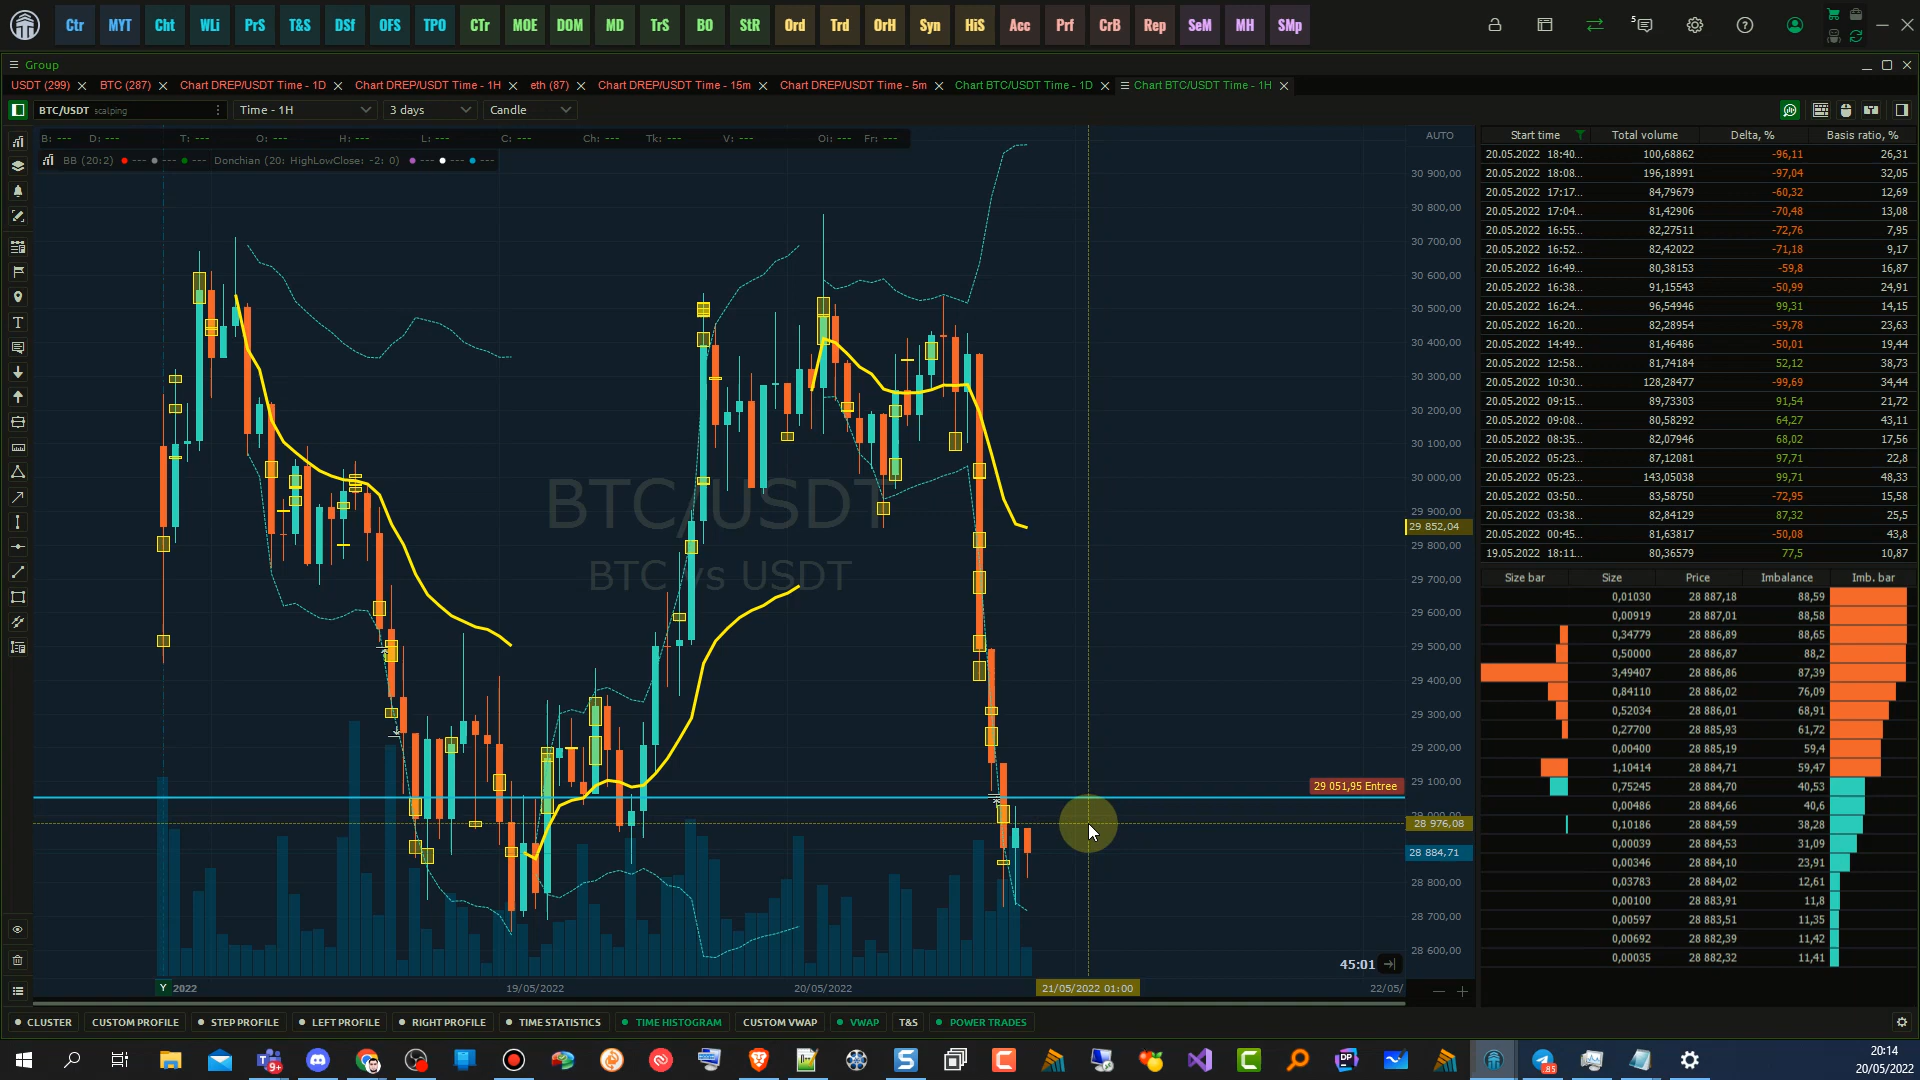 Ctr MYT Cht WLi PrS T&S DSf OFS TPO CTr MOE DOM MD TrS BO StR Ord Trd OrH Syn HiS Acc Prf CrB Rep SeM MH SMp
5
Group
USDT (299) BTC (287) Chart DREP/USDT Time - 1D Chart DREP/USDT Time - 1H eth (87) Chart DREP/USDT Time - 15m Chart DREP/USDT Time - 5m Chart BTC/USDT Time - 1D Chart BTC/USDT Time - 1H
BTC/USDT scalping Time - 1H 3 days Candle
B: --- D: --- T: --- O: --- H: --- L: --- C: --- Ch: --- Tk: --- V: --- Oi: --- Fr: ---
BB (20:2) --- --- --- Donchian (20: HighLowClose: -2: 0) --- --- ---
BTC/USDT
BTC vs USDT
AUTO
30 900,00
30 800,00
30 700,00
30 600,00
30 500,00
30 400,00
30 300,00
30 200,00
30 100,00
30 000,00
29 900,00
29 852,04
29 800,00
29 700,00
29 600,00
29 500,00
29 400,00
29 300,00
29 200,00
29 100,00
29 051,95 Entree
28 976,08
28 884,71
28 800,00
28 700,00
28 600,00
45:01
Y 2022 19/05/2022 20/05/2022 21/05/2022 01:00 22/05/
Start time Total volume Delta, % Basis ratio, %
20.05.2022 18:40... 100,68862 -96,11 26,31
20.05.2022 18:08... 196,18991 -97,04 32,05
20.05.2022 17:17... 84,79679 -60,32 12,69
20.05.2022 17:04... 81,42906 -70,48 13,08
20.05.2022 16:55... 82,27511 -72,76 7,95
20.05.2022 16:52... 82,42022 -71,18 9,17
20.05.2022 16:49... 80,38153 -59,8 16,87
20.05.2022 16:38... 91,15543 -50,99 24,91
20.05.2022 16:24... 96,54946 99,31 14,15
20.05.2022 16:20... 82,28954 -59,78 23,63
20.05.2022 14:49... 81,46486 -50,01 19,44
20.05.2022 12:58... 81,74184 52,12 38,73
20.05.2022 10:30... 128,28477 -99,69 34,44
20.05.2022 09:15... 89,73303 91,54 21,72
20.05.2022 09:08... 80,58292 64,27 43,11
20.05.2022 08:35... 82,07946 68,02 17,56
20.05.2022 05:23... 87,12081 97,71 22,8
20.05.2022 05:23... 143,05038 99,71 48,33
20.05.2022 03:50... 83,58750 -72,95 15,58
20.05.2022 03:38... 82,84129 87,32 25,5
20.05.2022 00:45... 81,63817 -50,08 43,8
19.05.2022 18:11... 80,36579 77,5 10,87
Size bar Size Price Imbalance Imb. bar
0,01030 28 887,18 88,59
0,00919 28 887,01 88,58
0,34779 28 886,89 88,65
0,50000 28 886,87 88,2
3,49407 28 886,86 87,39
0,84110 28 886,02 76,09
0,52034 28 886,01 68,91
0,27700 28 885,93 61,72
0,00400 28 885,19 59,4
1,10414 28 884,71 59,47
0,75245 28 884,70 40,53
0,00486 28 884,66 40,6
0,10186 28 884,59 38,28
0,00039 28 884,53 31,09
0,00346 28 884,10 23,91
0,03783 28 884,02 12,61
0,00100 28 883,91 11,8
0,00597 28 883,51 11,35
0,00692 28 882,39 11,42
0,00035 28 882,32 11,41
CLUSTER CUSTOM PROFILE STEP PROFILE LEFT PROFILE RIGHT PROFILE TIME STATISTICS TIME HISTOGRAM CUSTOM VWAP VWAP T&S POWER TRADES
9+
DP
85
20:14
20/05/2022